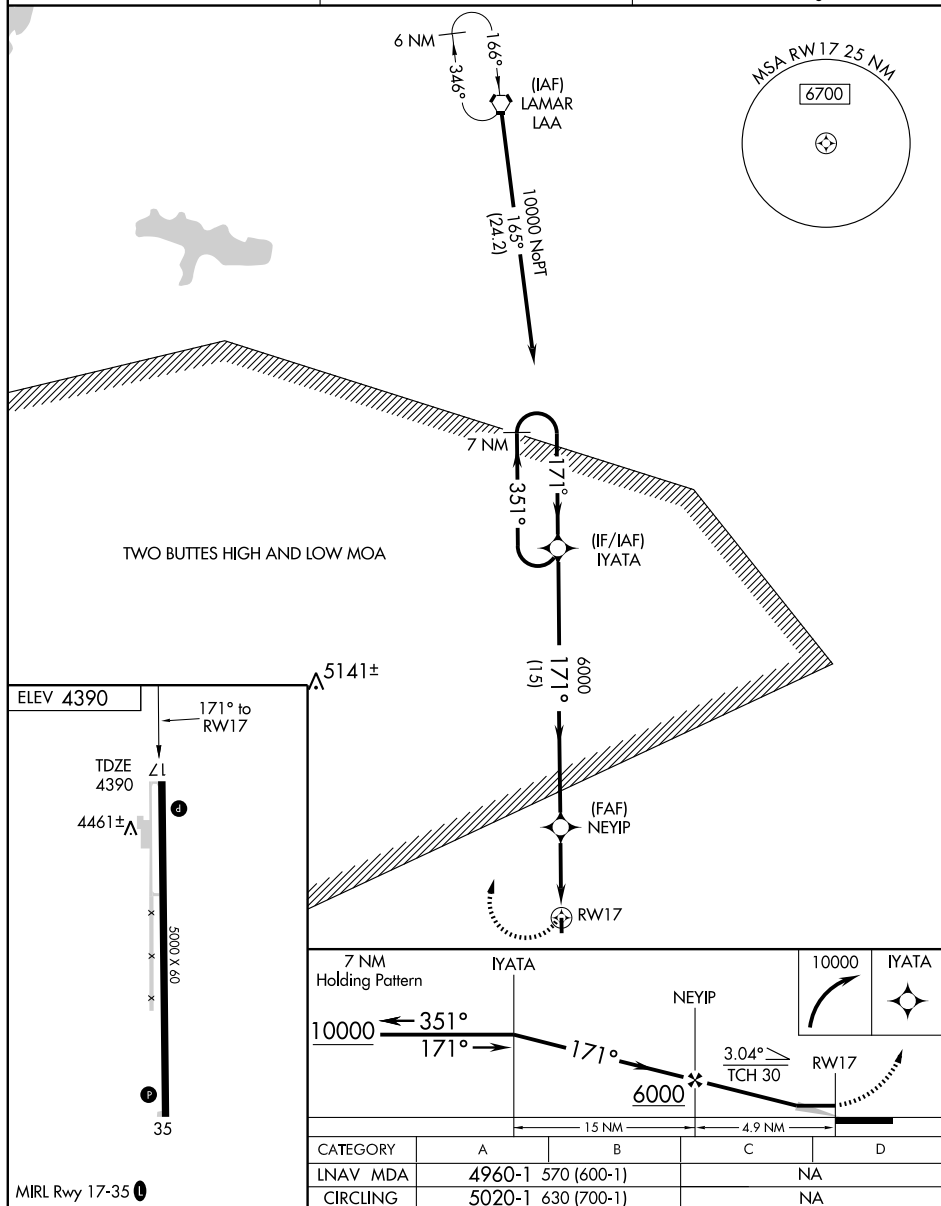 6 NM
166°
346°
(IAF)
LAMAR
LAA
MSA RW17 25 NM
6700
10000 NoPT
165°
(24.2)
7 NM
171°
351°
(IF/IAF)
IYATA
TWO BUTTES HIGH AND LOW MOA
6000
171°
(15)
5141±
(FAF)
NEYIP
RW17
ELEV 4390
171° to
RW17
TDZE
4390
17
P
4461±
5000 X 60
P
35
MIRL Rwy 17-35 L
7 NM
Holding Pattern
IYATA
NEYIP
10000
IYATA
10000
351°
171°
171°
6000
3.04°
TCH 30
RW17
15 NM
4.9 NM
CATEGORY A B C D
LNAV MDA 4960-1 570 (600-1) NA
CIRCLING 5020-1 630 (700-1) NA